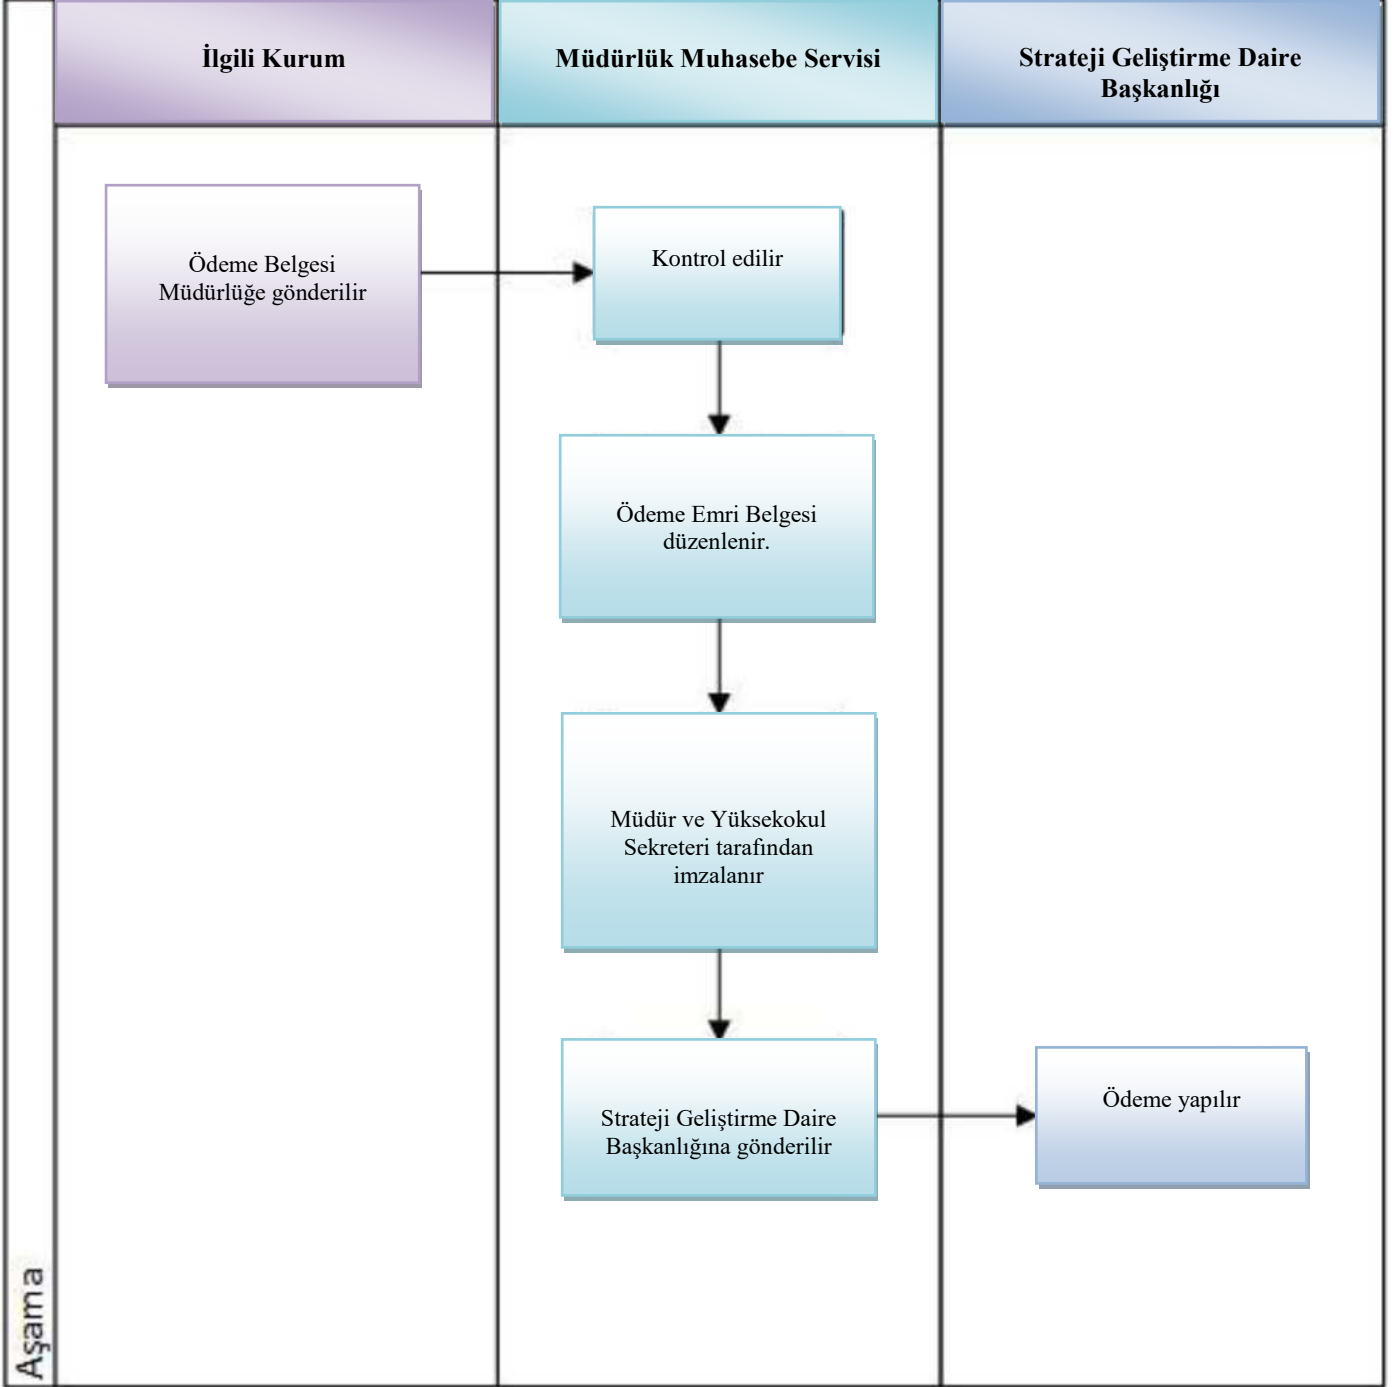 İlgili Kurum
Müdürlük Muhasebe Servisi
Strateji Geliştirme Daire
Başkanlığı
Ödeme Belgesi
Müdürlüğe gönderilir
Kontrol edilir
Ödeme Emri Belgesi
düzenlenir.
Müdür ve Yüksekokul
Sekreteri tarafından
imzalanır
Strateji Geliştirme Daire
Başkanlığına gönderilir
Ödeme yapılır
Aşama